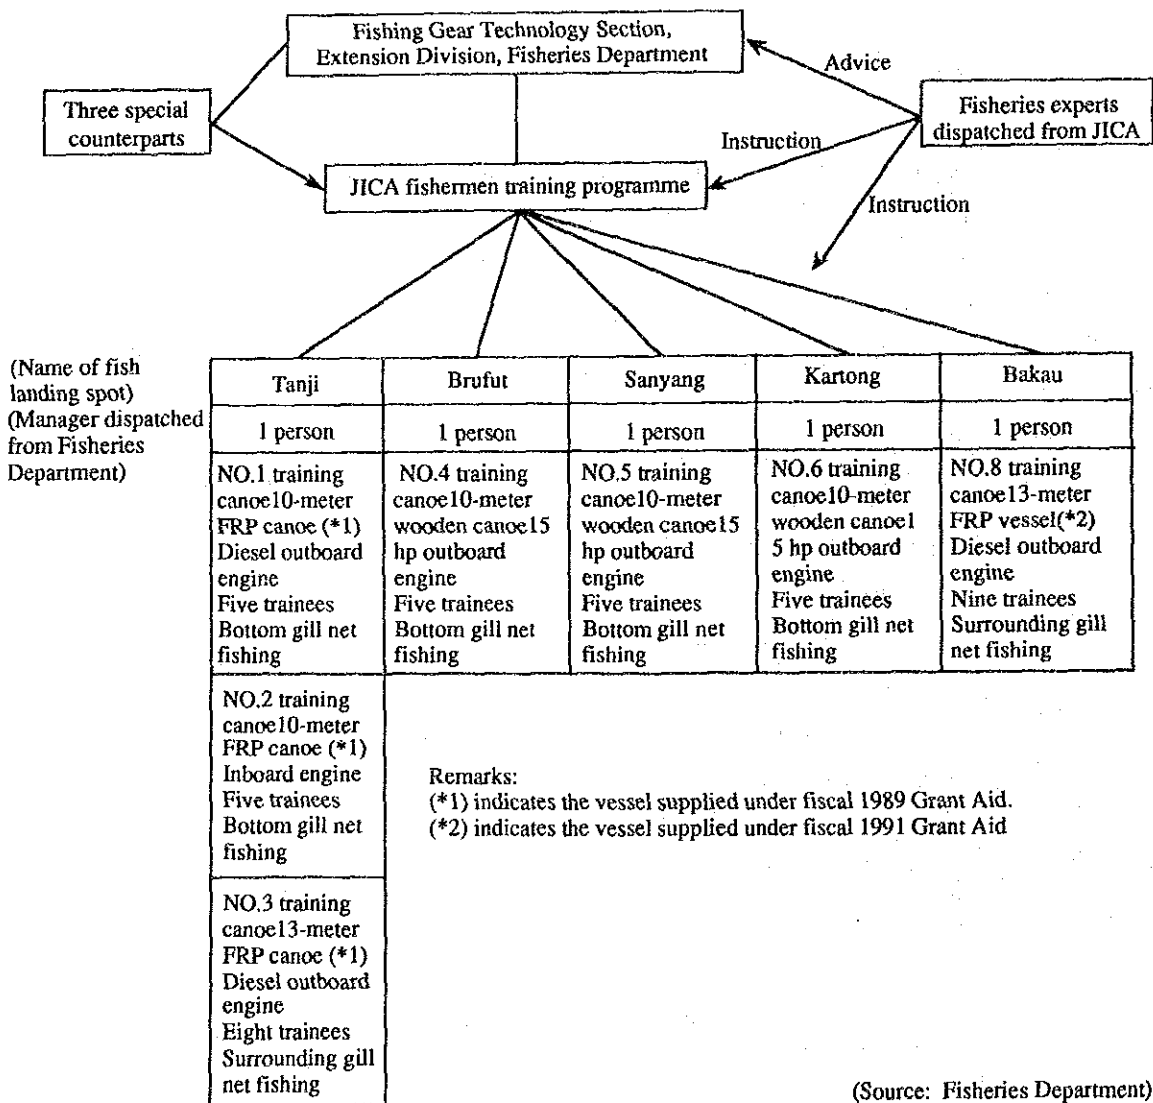 Fishing Gear Technology Section,
Extension Division, Fisheries Department
Advice
Three special
counterparts
Fisheries experts
dispatched from JICA
Instruction
JICA fishermen training programme
Instruction
(Name of fish
landing spot)
(Manager dispatched
from Fisheries
Department)
Tanji
Brufut
Sanyang
Kartong
Bakau
1 person
1 person
1 person
1 person
1 person
NO.1 training
canoe10-meter
FRP canoe (*1)
Diesel outboard
engine
Five trainees
Bottom gill net
fishing
NO.4 training
canoe10-meter
wooden canoe15
hp outboard
engine
Five trainees
Bottom gill net
fishing
NO.5 training
canoe10-meter
wooden canoe15
hp outboard
engine
Five trainees
Bottom gill net
fishing
NO.6 training
canoe10-meter
wooden canoe1
5 hp outboard
engine
Five trainees
Bottom gill net
fishing
NO.8 training
canoe13-meter
FRP vessel(*2)
Diesel outboard
engine
Nine trainees
Surrounding gill
net fishing
NO.2 training
canoe10-meter
FRP canoe (*1)
Inboard engine
Five trainees
Bottom gill net
fishing
Remarks:
(*1) indicates the vessel supplied under fiscal 1989 Grant Aid.
(*2) indicates the vessel supplied under fiscal 1991 Grant Aid
NO.3 training
canoe13-meter
FRP canoe (*1)
Diesel outboard
engine
Eight trainees
Surrounding gill
net fishing
(Source: Fisheries Department)